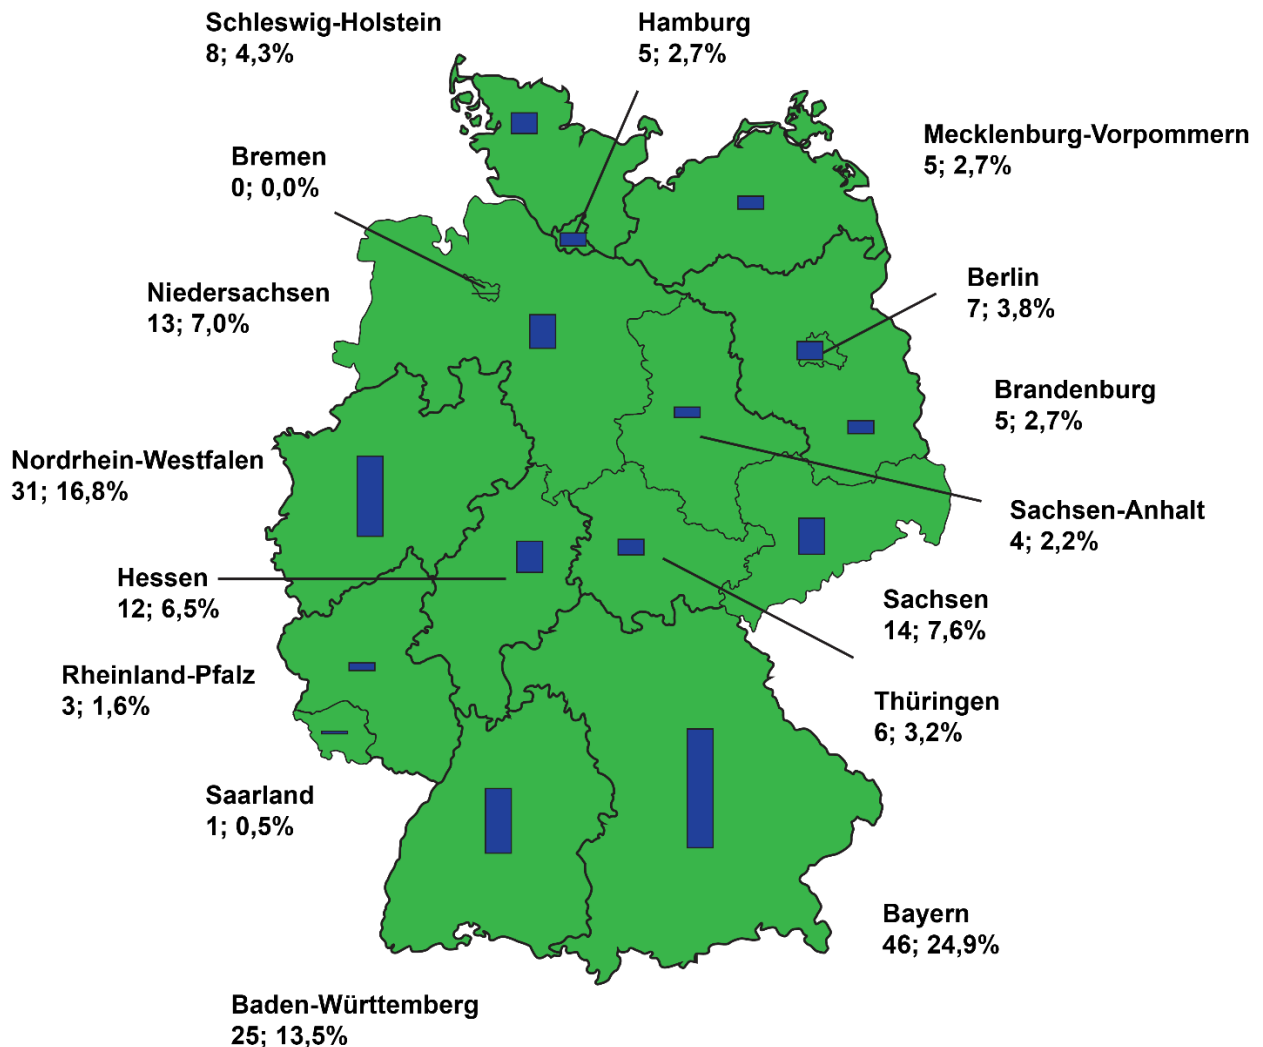 Schleswig-Holstein
8; 4,3%
Hamburg
5; 2,7%
Mecklenburg-Vorpommern
5; 2,7%
Bremen
0; 0,0%
Berlin
7; 3,8%
Niedersachsen
13; 7,0%
Brandenburg
5; 2,7%
Nordrhein-Westfalen
31; 16,8%
Sachsen-Anhalt
4; 2,2%
Hessen
12; 6,5%
Sachsen
14; 7,6%
Rheinland-Pfalz
3; 1,6%
Thüringen
6; 3,2%
Saarland
1; 0,5%
Bayern
46; 24,9%
Baden-Württemberg
25; 13,5%